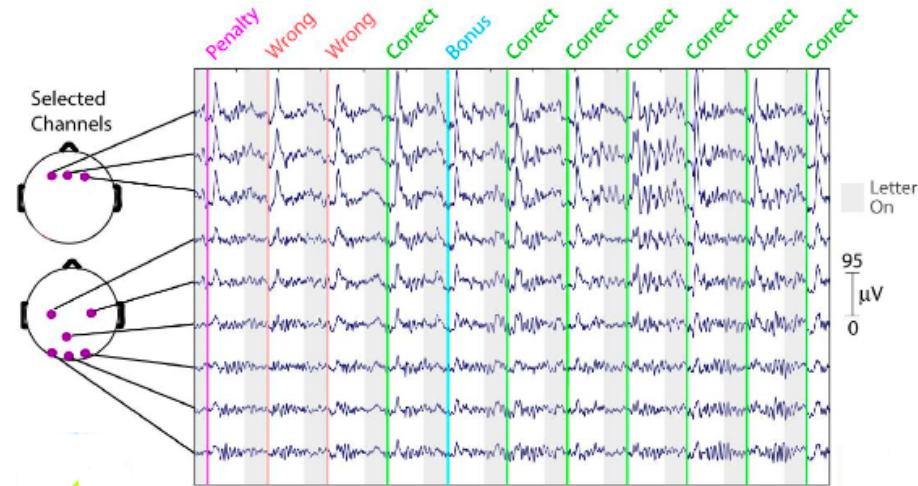 Penalty
Wrong
Wrong
Correct
Bonus
Correct
Correct
Correct
Correct
Correct
Correct
Selected
Channels
Letter
On
95
μV
0